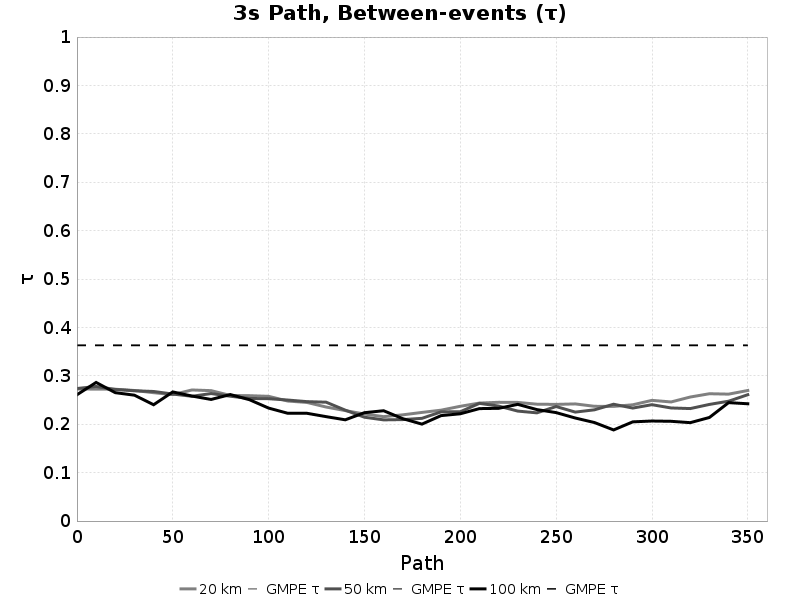 3s Path, Between-events (τ)
1
0.9
0.8
0.7
0.6
0.5
0.4
0.3
0.2
0.1
0
τ
0 50 100 150 200 250 300 350
Path
20 km GMPE τ 50 km GMPE τ 100 km GMPE τ